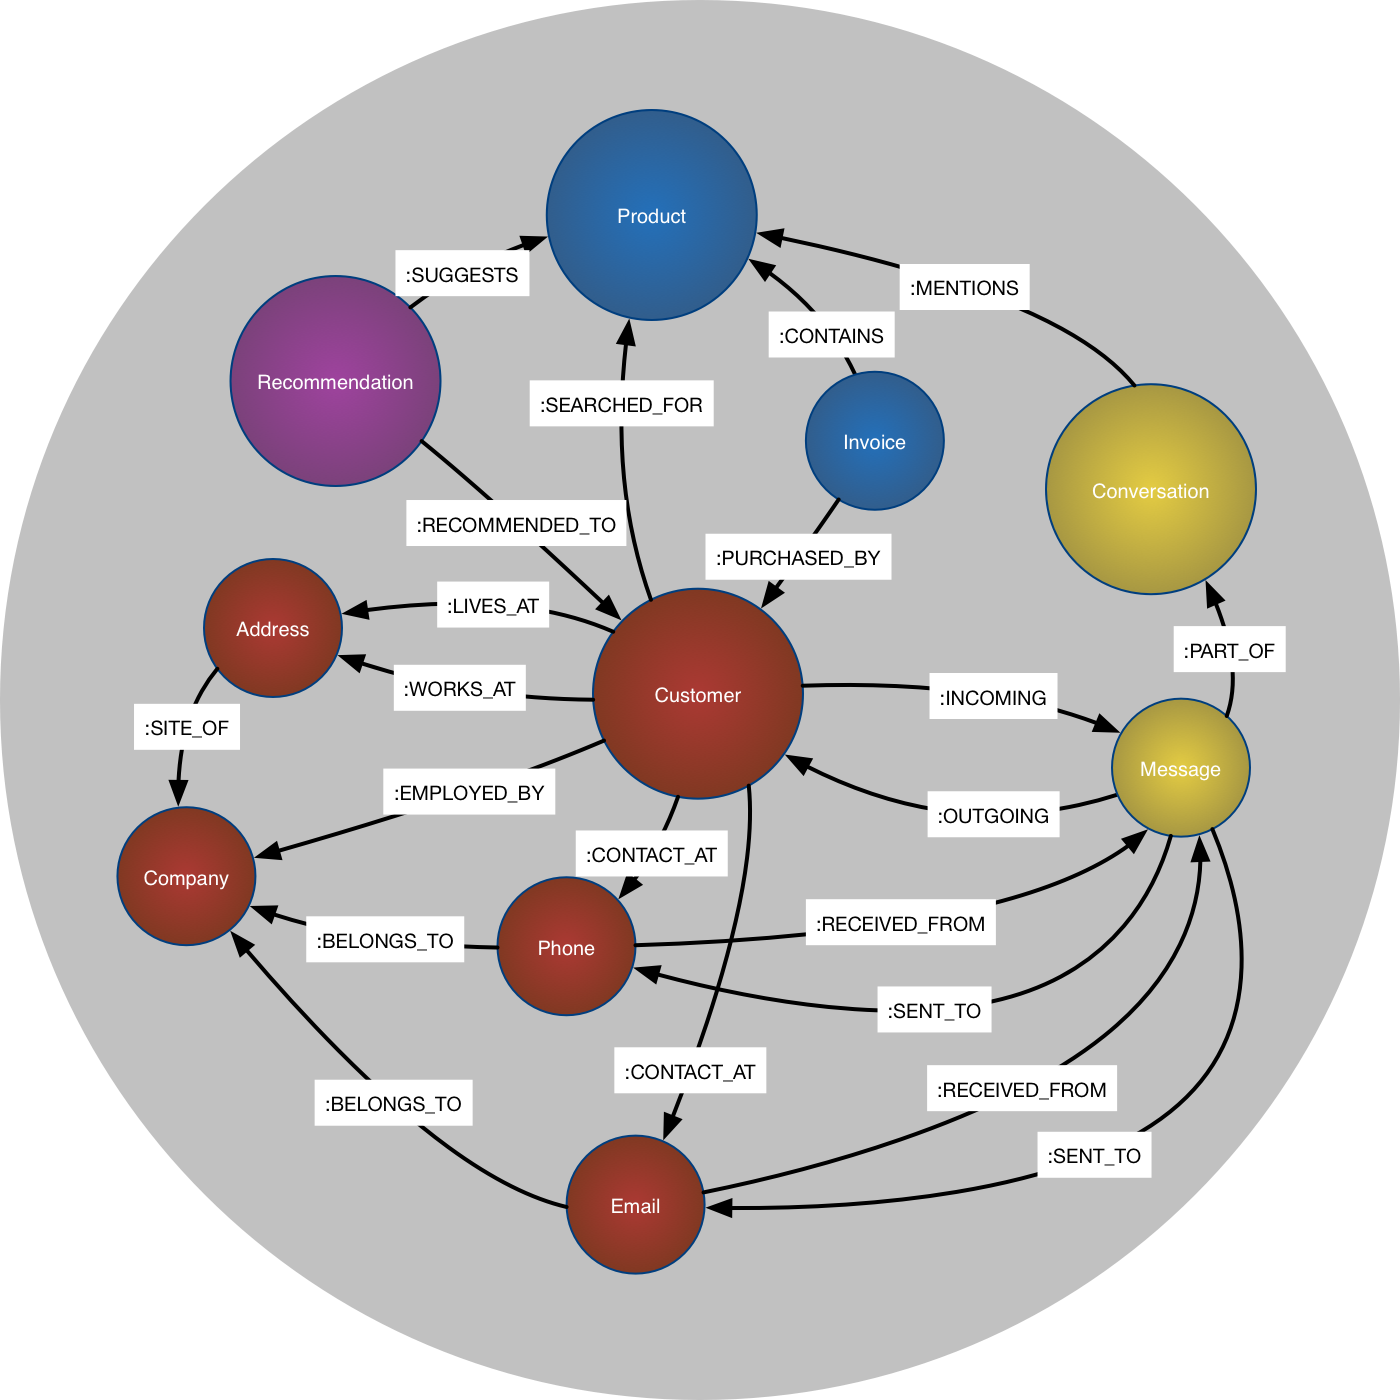 Product
:SUGGESTS
:MENTIONS
:CONTAINS
Recommendation
:SEARCHED_FOR
Invoice
Conversation
:RECOMMENDED_TO
:PURCHASED_BY
:LIVES_AT
Address
:PART_OF
:WORKS_AT
Customer
:INCOMING
:SITE_OF
Message
:EMPLOYED_BY
:OUTGOING
:CONTACT_AT
Company
:RECEIVED_FROM
:BELONGS_TO
Phone
:SENT_TO
:CONTACT_AT
:RECEIVED_FROM
:BELONGS_TO
:SENT_TO
Email